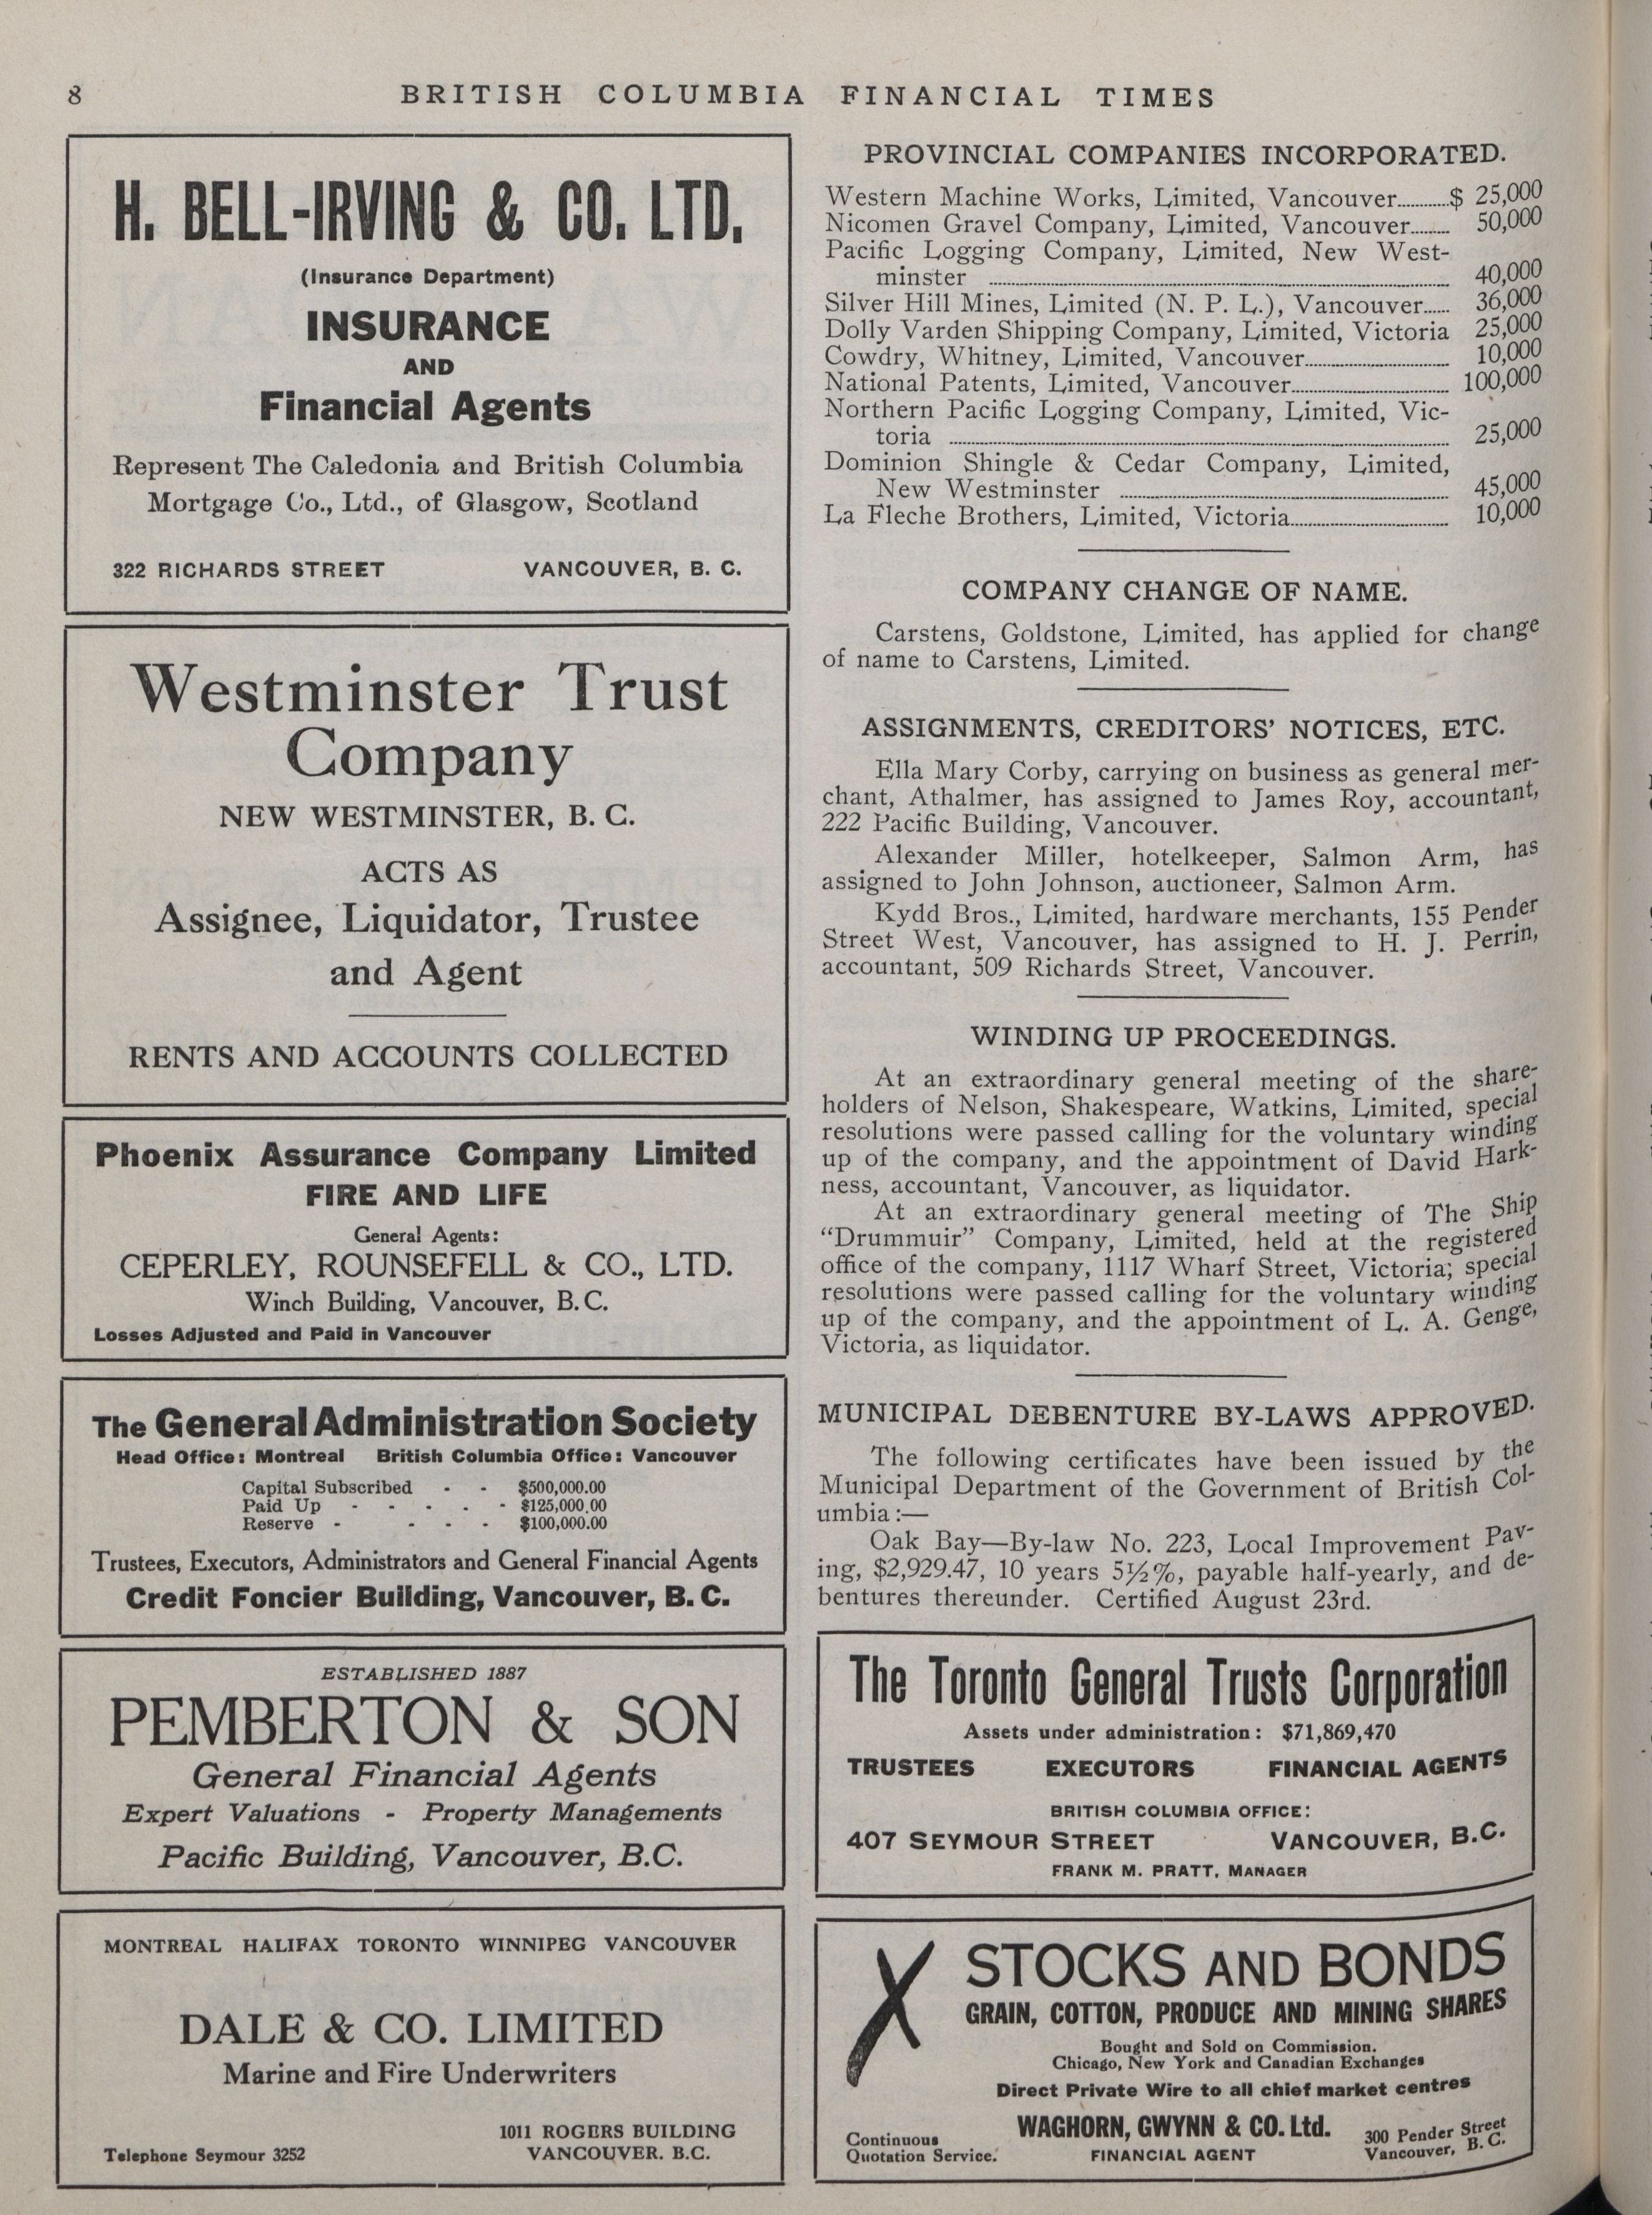 8
BRITISH COLUMBIA FINANCIAL TIMES
H. BELL-IRVING & CO. LTD.
(Insurance Department)
INSURANCE
AND
Financial Agents
Represent The Caledonia and British Columbia
Mortgage Co., Ltd., of Glasgow, Scotland
322 RICHARDS STREET VANCOUVER, B. C.
Westminster Trust
Company
NEW WESTMINSTER, B. C.
ACTS AS
Assignee, Liquidator, Trustee
and Agent
RENTS AND ACCOUNTS COLLECTED
Phoenix Assurance Company Limited
FIRE AND LIFE
General Agents:
CEPERLEY, ROUNSEFELL & CO., LTD.
Winch Building, Vancouver, B. C.
Losses Adjusted and Paid in Vancouver
The General Administration Society
Head Office: Montreal British Columbia Office: Vancouver
Capital Subscribed - - $500,000.00
Paid Up - - - - - $125,000.00
Reserve - - - - $100,000.00
Trustees, Executors, Administrators and General Financial Agents
Credit Foncier Building, Vancouver, B. C.
ESTABLISHED 1887
PEMBERTON & SON
General Financial Agents
Expert Valuations - Property Managements
Pacific Building, Vancouver, B.C.
MONTREAL HALIFAX TORONTO WINNIPEG VANCOUVER
DALE & CO. LIMITED
Marine and Fire Underwriters
1011 ROGERS BUILDING
Telephone Seymour 3252 VANCOUVER. B.C.
PROVINCIAL COMPANIES INCORPORATED.
Western Machine Works, Limited, Vancouver..........$ 25,000
Nicomen Gravel Company, Limited, Vancouver........ 50,000
Pacific Logging Company, Limited, New West-
minster .......... 40,000
Silver Hill Mines, Limited (N. P. L.), Vancouver...... 36,000
Dolly Varden Shipping Company, Limited, Victoria 25,000
Cowdry, Whitney, Limited, Vancouver.......... 10,000
National Patents, Limited, Vancouver.......... 100,000
Northern Pacific Logging Company, Limited, Vic-
toria .......... 25,000
Dominion Shingle & Cedar Company, Limited,
New Westminster .......... 45,000
La Fleche Brothers, Limited, Victoria.......... 10,000
COMPANY CHANGE OF NAME.
Carstens, Goldstone, Limited, has applied for change
of name to Carstens, Limited.
ASSIGNMENTS, CREDITORS' NOTICES, ETC.
Ella Mary Corby, carrying on business as general mer-
chant, Athalmer, has assigned to James Roy, accountant,
222 Pacific Building, Vancouver.
Alexander Miller, hotelkeeper, Salmon Arm, has
assigned to John Johnson, auctioneer, Salmon Arm.
Kydd Bros., Limited, hardware merchants, 155 Pender
Street West, Vancouver, has assigned to H. J. Perrin,
accountant, 509 Richards Street, Vancouver.
WINDING UP PROCEEDINGS.
At an extraordinary general meeting of the share-
holders of Nelson, Shakespeare, Watkins, Limited, special
resolutions were passed calling for the voluntary winding
up of the company, and the appointment of David Hark-
ness, accountant, Vancouver, as liquidator.
At an extraordinary general meeting of The Ship
"Drummuir" Company, Limited, held at the registered
office of the company, 1117 Wharf Street, Victoria; special
resolutions were passed calling for the voluntary winding
up of the company, and the appointment of L. A. Genge,
Victoria, as liquidator.
MUNICIPAL DEBENTURE BY-LAWS APPROVED.
The following certificates have been issued by the
Municipal Department of the Government of British Col-
umbia:—
Oak Bay—By-law No. 223, Local Improvement Pav-
ing, $2,929.47, 10 years 5½%, payable half-yearly, and de-
bentures thereunder. Certified August 23rd.
The Toronto General Trusts Corporation
Assets under administration: $71,869,470
TRUSTEES EXECUTORS FINANCIAL AGENTS
BRITISH COLUMBIA OFFICE:
407 SEYMOUR STREET VANCOUVER, B.C.
FRANK M. PRATT, MANAGER
X
STOCKS AND BONDS
GRAIN, COTTON, PRODUCE AND MINING SHARES
Bought and Sold on Commission.
Chicago, New York and Canadian Exchanges
Direct Private Wire to all chief market centres
WAGHORN, GWYNN & CO. Ltd.
FINANCIAL AGENT
Continuous
Quotation Service.
300 Pender Street
Vancouver, B. C.